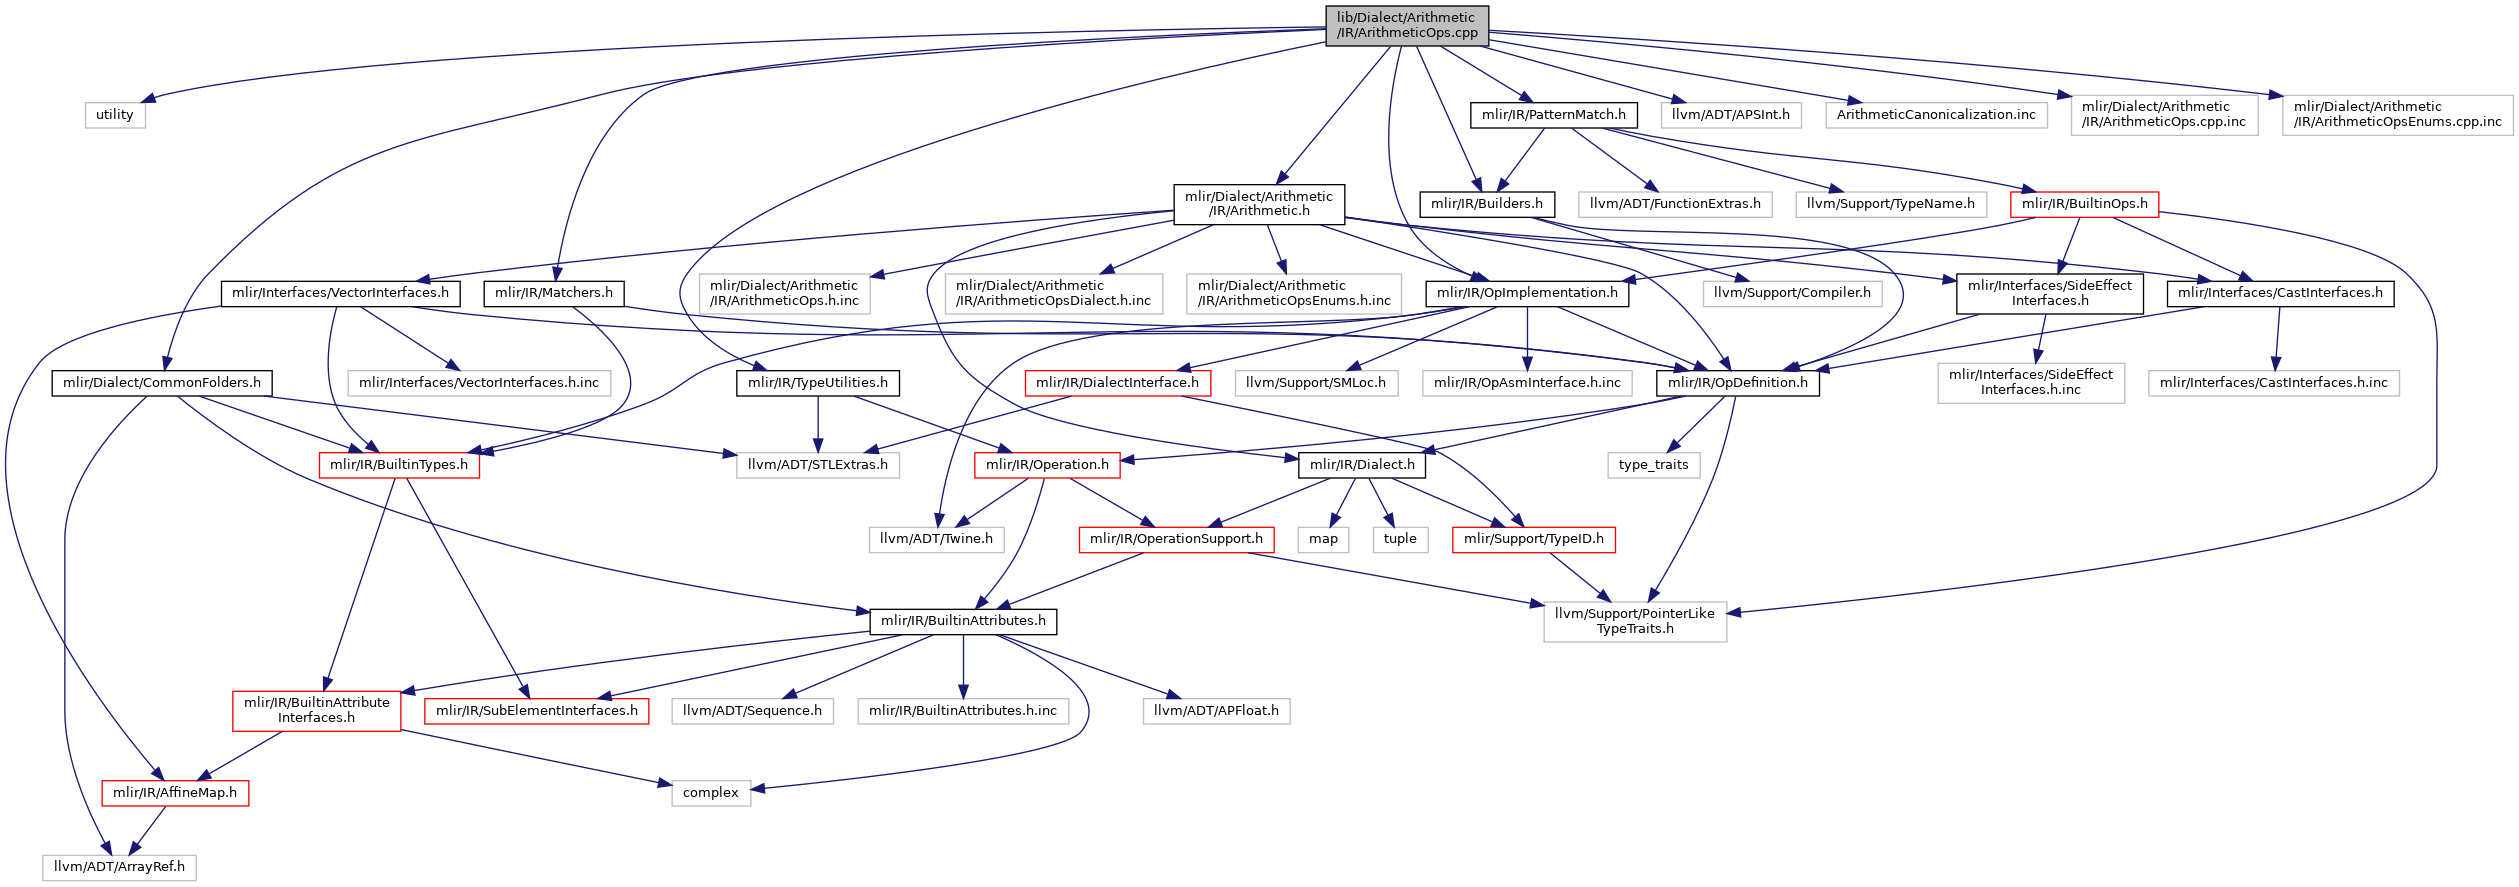 lib/Dialect/Arithmetic
/IR/ArithmeticOps.cpp
utility
mlir/IR/PatternMatch.h
llvm/ADT/APSInt.h
ArithmeticCanonicalization.inc
mlir/Dialect/Arithmetic
/IR/ArithmeticOps.cpp.inc
mlir/Dialect/Arithmetic
/IR/ArithmeticOpsEnums.cpp.inc
mlir/Dialect/Arithmetic
/IR/Arithmetic.h
mlir/IR/Builders.h
llvm/ADT/FunctionExtras.h
llvm/Support/TypeName.h
mlir/IR/BuiltinOps.h
mlir/Interfaces/VectorInterfaces.h
mlir/IR/Matchers.h
mlir/Dialect/Arithmetic
/IR/ArithmeticOps.h.inc
mlir/Dialect/Arithmetic
/IR/ArithmeticOpsDialect.h.inc
mlir/Dialect/Arithmetic
/IR/ArithmeticOpsEnums.h.inc
mlir/IR/OpImplementation.h
llvm/Support/Compiler.h
mlir/Interfaces/SideEffect
Interfaces.h
mlir/Interfaces/CastInterfaces.h
mlir/Dialect/CommonFolders.h
mlir/Interfaces/VectorInterfaces.h.inc
mlir/IR/TypeUtilities.h
mlir/IR/DialectInterface.h
llvm/Support/SMLoc.h
mlir/IR/OpAsmInterface.h.inc
mlir/IR/OpDefinition.h
mlir/Interfaces/SideEffect
Interfaces.h.inc
mlir/Interfaces/CastInterfaces.h.inc
mlir/IR/BuiltinTypes.h
llvm/ADT/STLExtras.h
mlir/IR/Operation.h
mlir/IR/Dialect.h
type_traits
llvm/ADT/Twine.h
mlir/IR/OperationSupport.h
map
tuple
mlir/Support/TypeID.h
mlir/IR/BuiltinAttributes.h
llvm/Support/PointerLike
TypeTraits.h
mlir/IR/BuiltinAttribute
Interfaces.h
mlir/IR/SubElementInterfaces.h
llvm/ADT/Sequence.h
mlir/IR/BuiltinAttributes.h.inc
llvm/ADT/APFloat.h
mlir/IR/AffineMap.h
complex
llvm/ADT/ArrayRef.h